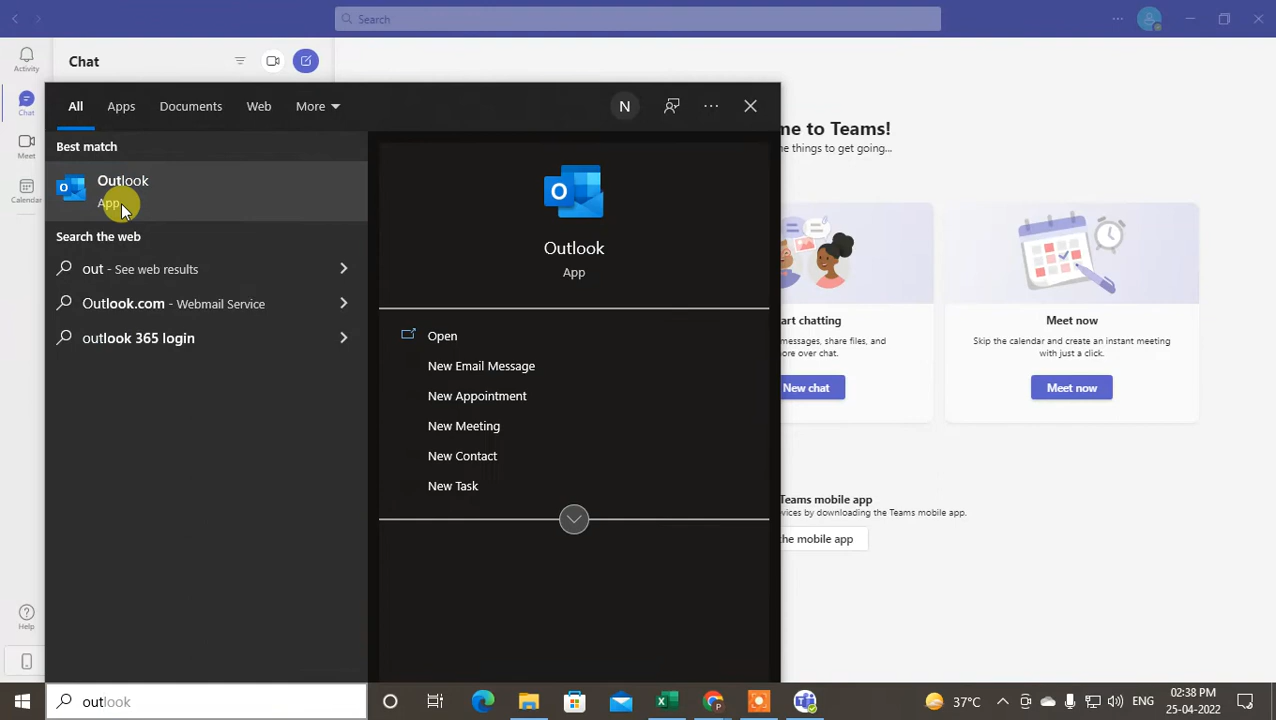 Search
Activity
Chat
Meet
Calendar
Help
Chat
All
Apps
Documents
Web
More
N
Best match
Outlook
App
Search the web
out - See web results
Outlook.com - Webmail Service
outlook 365 login
Outlook
App
Open
New Email Message
New Appointment
New Meeting
New Contact
New Task
me to Teams!
e things to get going...
art chatting
messages, share files, and
ore over chat.
New chat
Meet now
Skip the calendar and create an instant meeting
with just a click.
Meet now
Teams mobile app
vices by downloading the Teams mobile app.
he mobile app
outlook
37°C
ENG
02:38 PM
25-04-2022